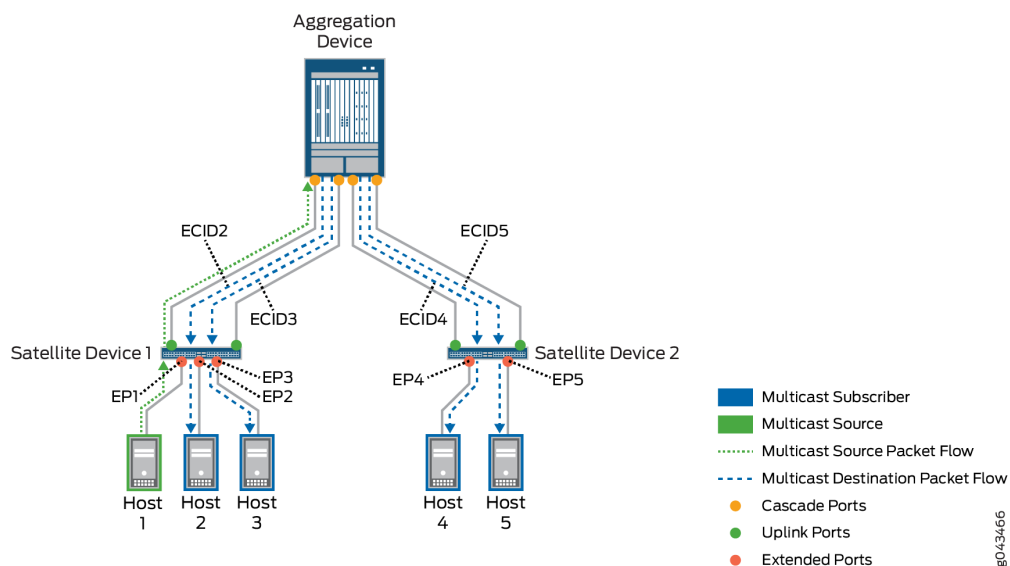 Aggregation
Device
ECID2
ECID5
ECID3
ECID4
Satellite Device 1
Satellite Device 2
EP1
EP3
EP2
EP4
EP5
Host
1
Host
2
Host
3
Host
4
Host
5
Multicast Subscriber
Multicast Source
Multicast Source Packet Flow
Multicast Destination Packet Flow
Cascade Ports
Uplink Ports
Extended Ports
g043466